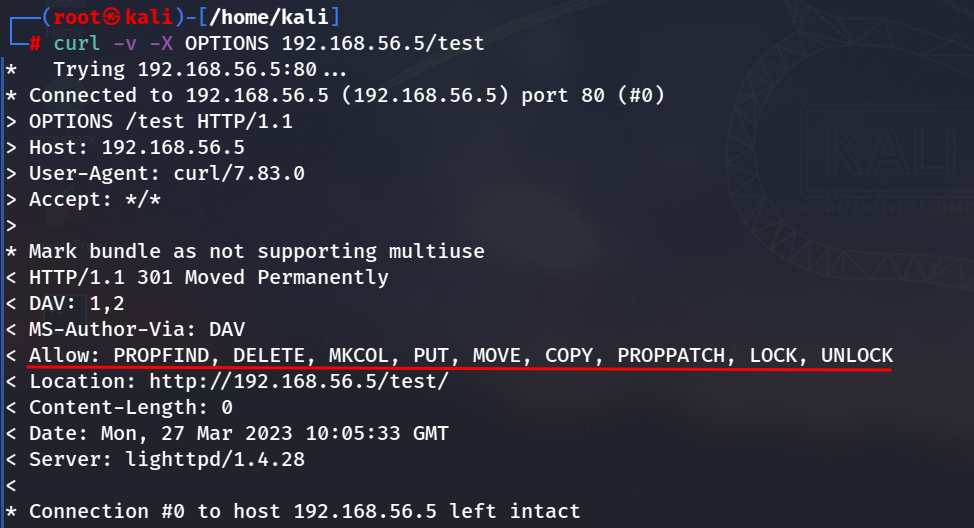 (root㉿kali)-[/home/kali]
# curl -v -X OPTIONS 192.168.56.5/test
*   Trying 192.168.56.5:80...
* Connected to 192.168.56.5 (192.168.56.5) port 80 (#0)
> OPTIONS /test HTTP/1.1
> Host: 192.168.56.5
> User-Agent: curl/7.83.0
> Accept: */*
>
* Mark bundle as not supporting multiuse
< HTTP/1.1 301 Moved Permanently
< DAV: 1,2
< MS-Author-Via: DAV
< Allow: PROPFIND, DELETE, MKCOL, PUT, MOVE, COPY, PROPPATCH, LOCK, UNLOCK
< Location: http://192.168.56.5/test/
< Content-Length: 0
< Date: Mon, 27 Mar 2023 10:05:33 GMT
< Server: lighttpd/1.4.28
<
* Connection #0 to host 192.168.56.5 left intact
KALI
BY OFFENSIVE SECURITY